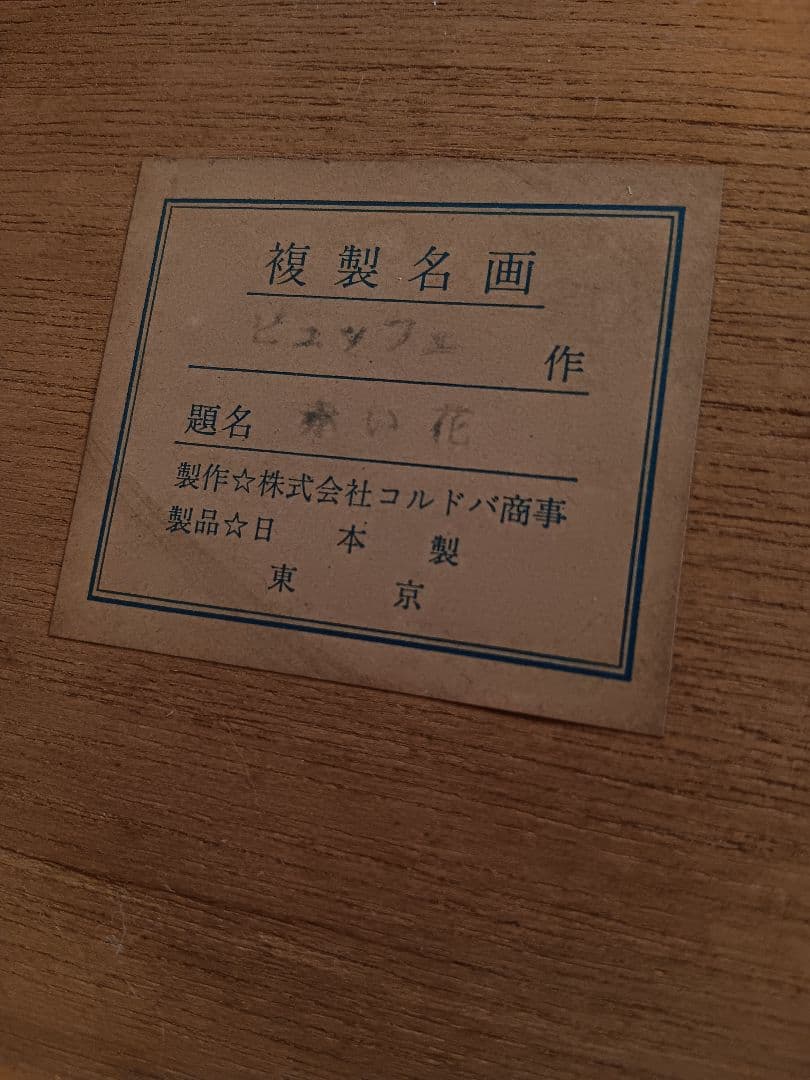 複製名画
ビュッフェ 作
題名 赤い花
製作☆株式会社コルドバ商事
製品☆日本製
東京